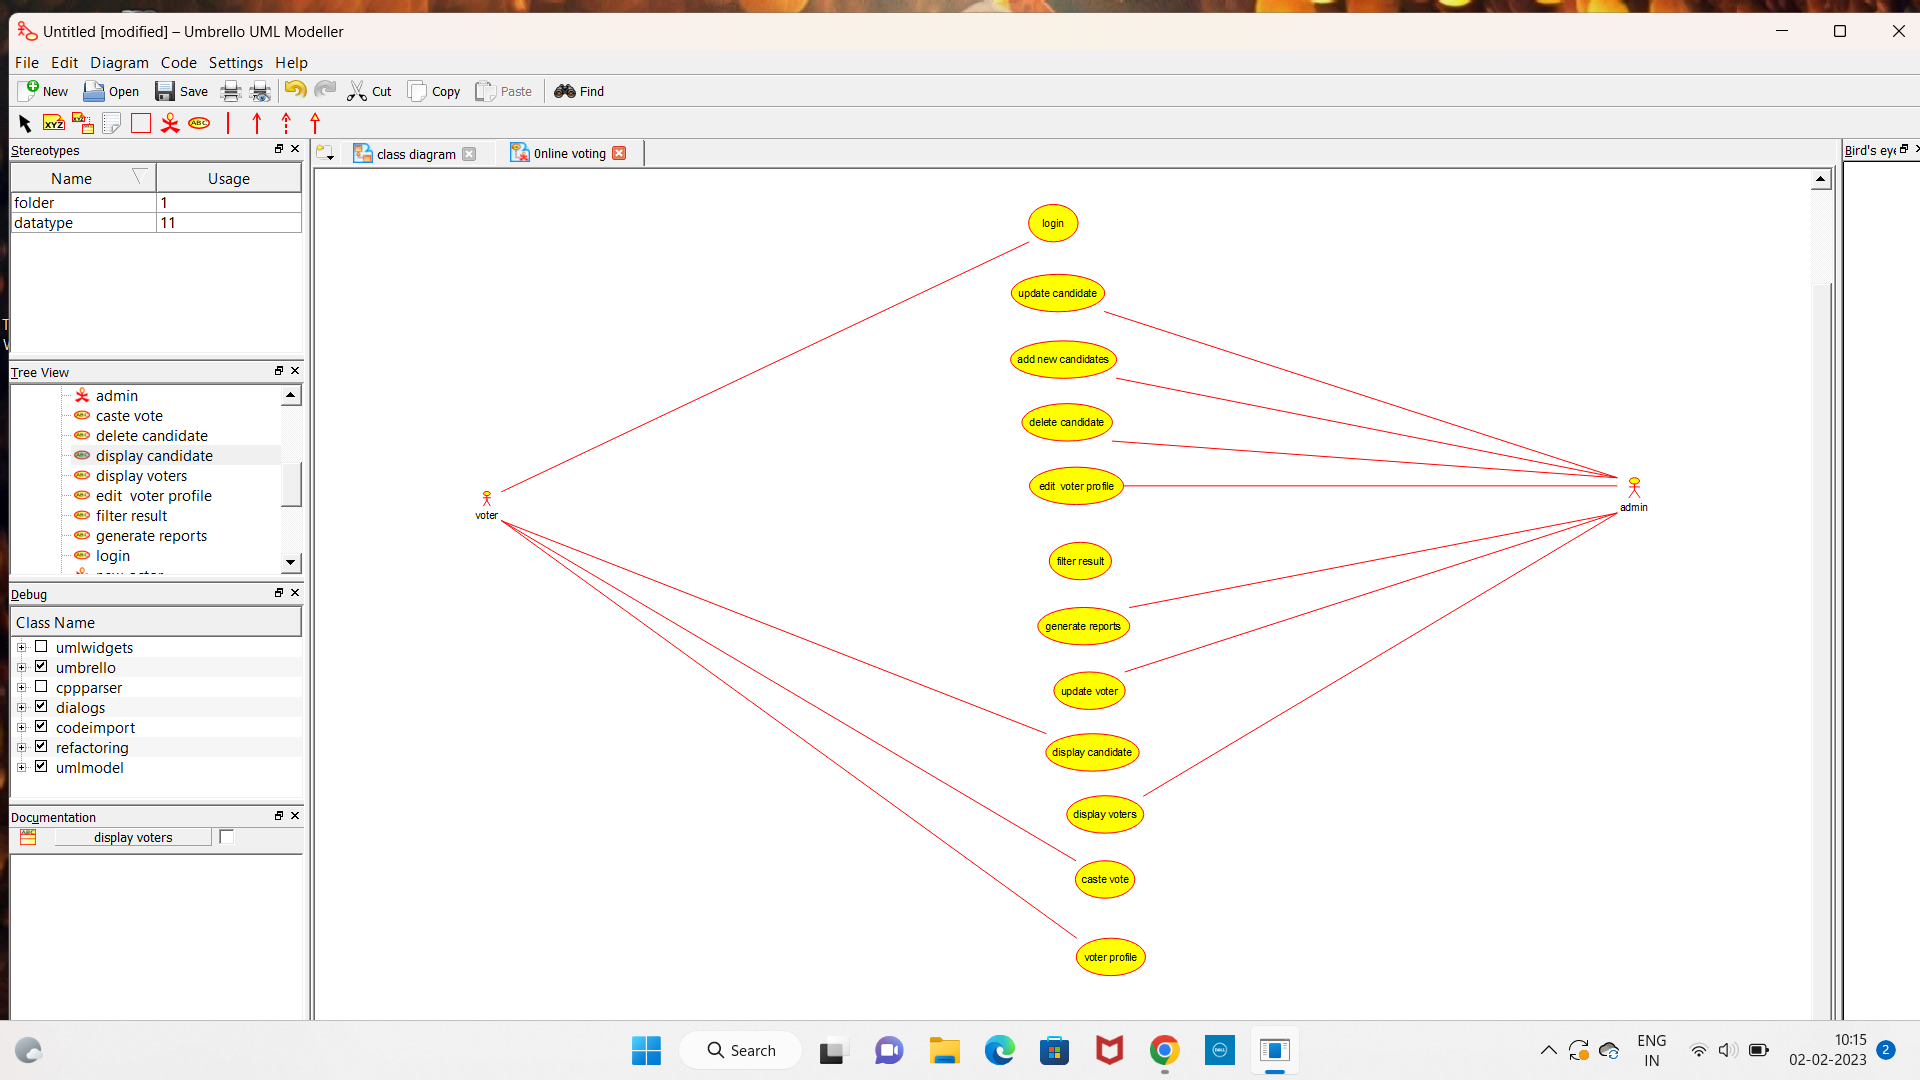 Untitled [modified] – Umbrello UML Modeller
File Edit Diagram Code Settings Help
New Open Save Cut Copy Paste Find
XYZ ABC
Stereotypes
Name Usage
folder 1
datatype 11
Tree View
admin
caste vote
delete candidate
display candidate
display voters
edit voter profile
filter result
generate reports
login
Debug
Class Name
umlwidgets
umbrello
cppparser
dialogs
codeimport
refactoring
umlmodel
Documentation
display voters
class diagram
0nline voting
Bird's eye
login
update candidate
add new candidates
delete candidate
edit voter profile
voter
admin
filter result
generate reports
update voter
display candidate
display voters
caste vote
voter profile
Search
DELL
ENG
IN
10:15
02-02-2023
2